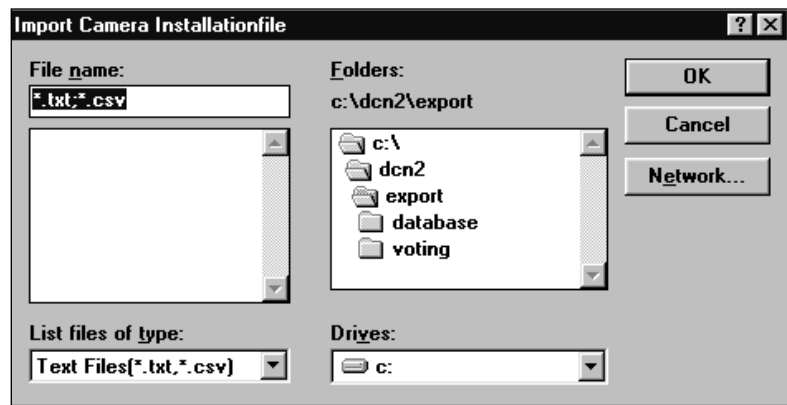 Import Camera Installationfile
? ×
File name:
*.txt;*.csv
Folders:
c:\dcn2\export
c:\
dcn2
export
database
voting
OK
Cancel
Network...
List files of type:
Text Files(*.txt,*.csv)
Drives:
c: